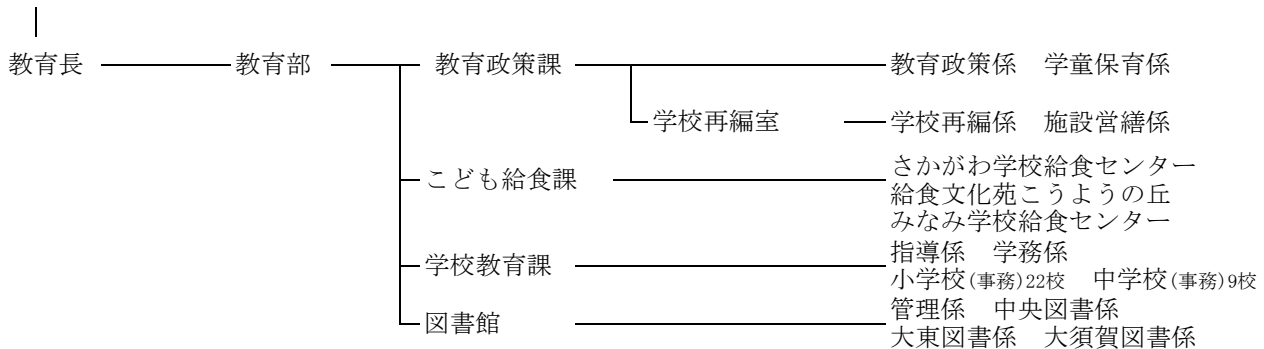 教育長 教育部 教育政策課 教育政策係 学童保育係
学校再編室 学校再編係 施設営繕係
こども給食課 さかがわ学校給食センター
給食文化苑こうようの丘
みなみ学校給食センター
学校教育課 指導係 学務係
小学校(事務)22校 中学校(事務)9校
図書館 管理係 中央図書係
大東図書係 大須賀図書係